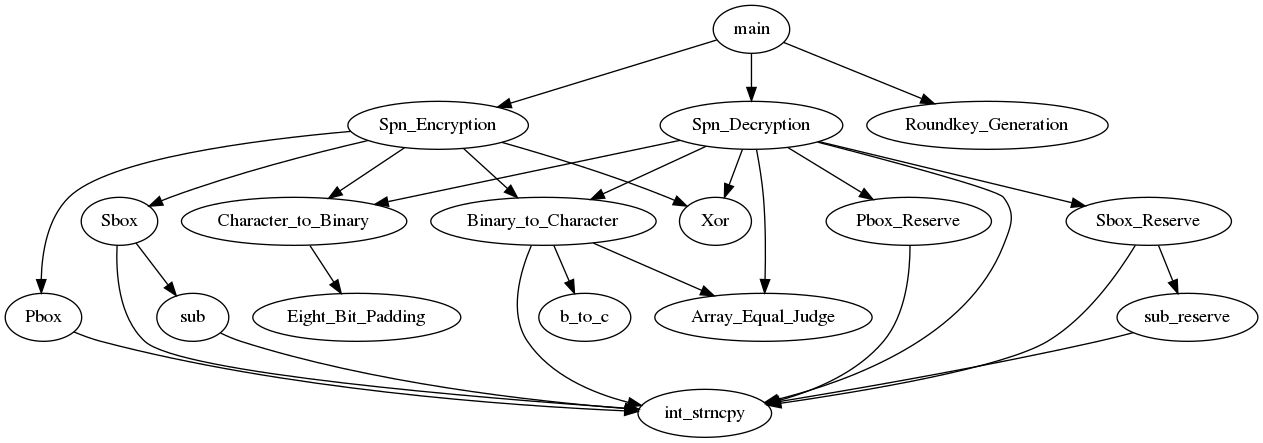 main
Spn_Encryption
Spn_Decryption
Roundkey_Generation
Sbox
Character_to_Binary
Binary_to_Character
Xor
Pbox_Reserve
Sbox_Reserve
Pbox
sub
Eight_Bit_Padding
b_to_c
Array_Equal_Judge
sub_reserve
int_strncpy